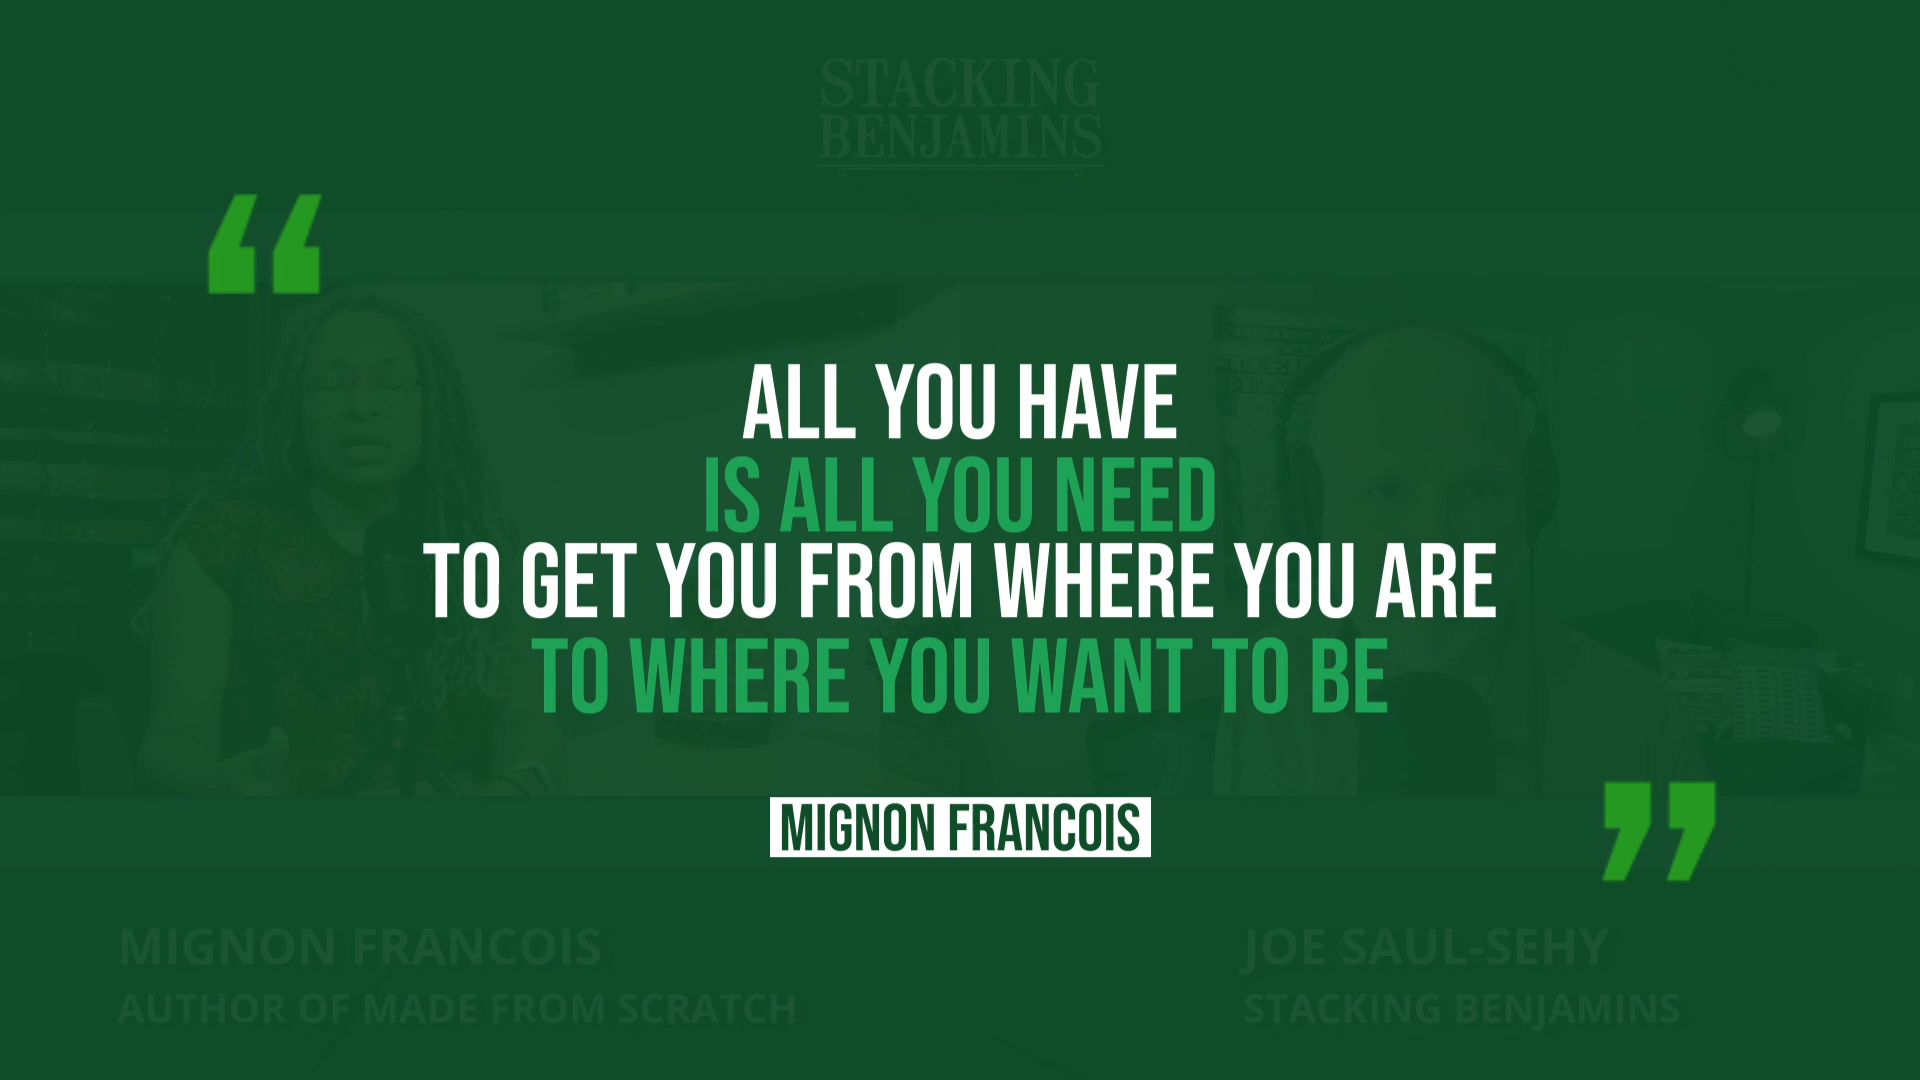 STACKING
BENJAMINS
“
ALL YOU HAVE
IS ALL YOU NEED
TO GET YOU FROM WHERE YOU ARE
TO WHERE YOU WANT TO BE
”
MIGNON FRANCOIS
MIGNON FRANCOIS
AUTHOR OF MADE FROM SCRATCH
JOE SAUL-SEHY
STACKING BENJAMINS